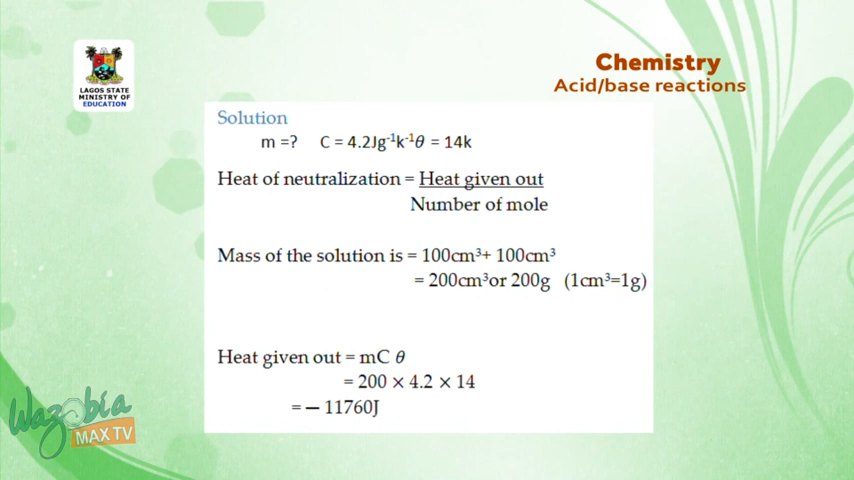 LAGOS STATE
MINISTRY OF
EDUCATION
Chemistry
Acid/base reactions
Solution
m =? C = 4.2Jg⁻¹k⁻¹θ = 14k
Heat of neutralization = Heat given out
Number of mole
Mass of the solution is = 100cm³+ 100cm³
= 200cm³or 200g (1cm³=1g)
Heat given out = mC θ
= 200 × 4.2 × 14
= – 11760J
Wazobia
MAX TV